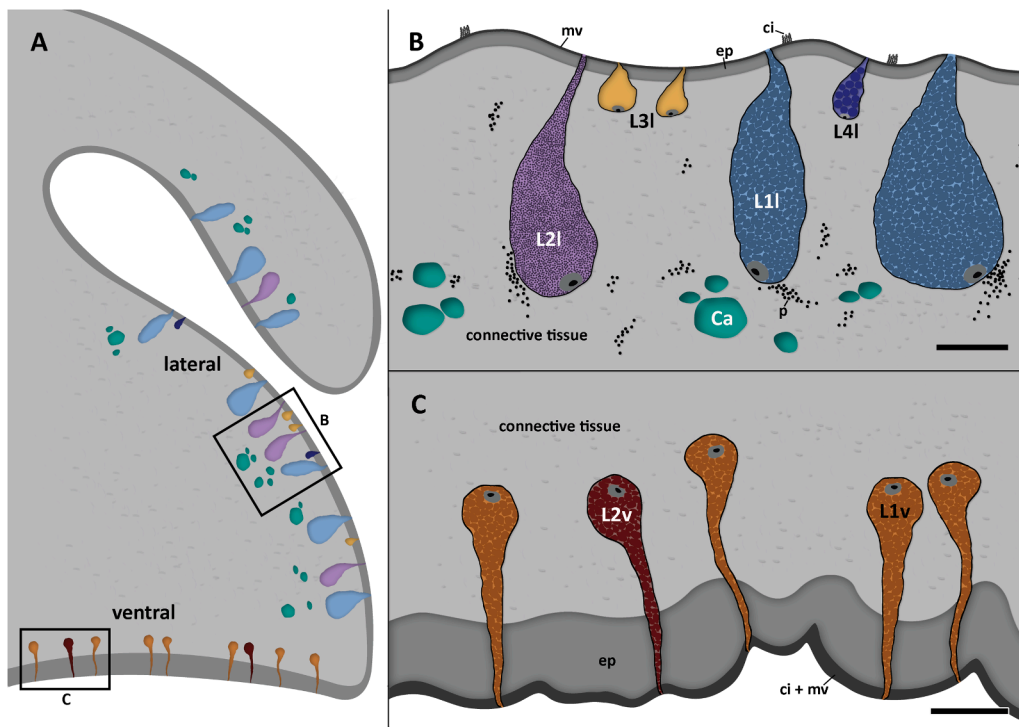 A
lateral
B
ventral
C
B
mv
ci
ep
L3l
L4l
L1l
L2l
Ca
p
connective tissue
C
connective tissue
L2v
L1v
ep
ci + mv